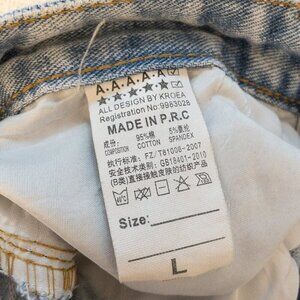 A.A.A.A.A
ALL DESIGN BY KROEA
Registration No: 9963028
MADE IN P.R.C
成份: 95%棉 5%氨纶
COMPOSITION COTTON SPANDEX
执行标准: FZ/T81006-2007
安全技术类别: GB18401-2010
(B类)直接接触皮肤的纺织产品
Size:
L